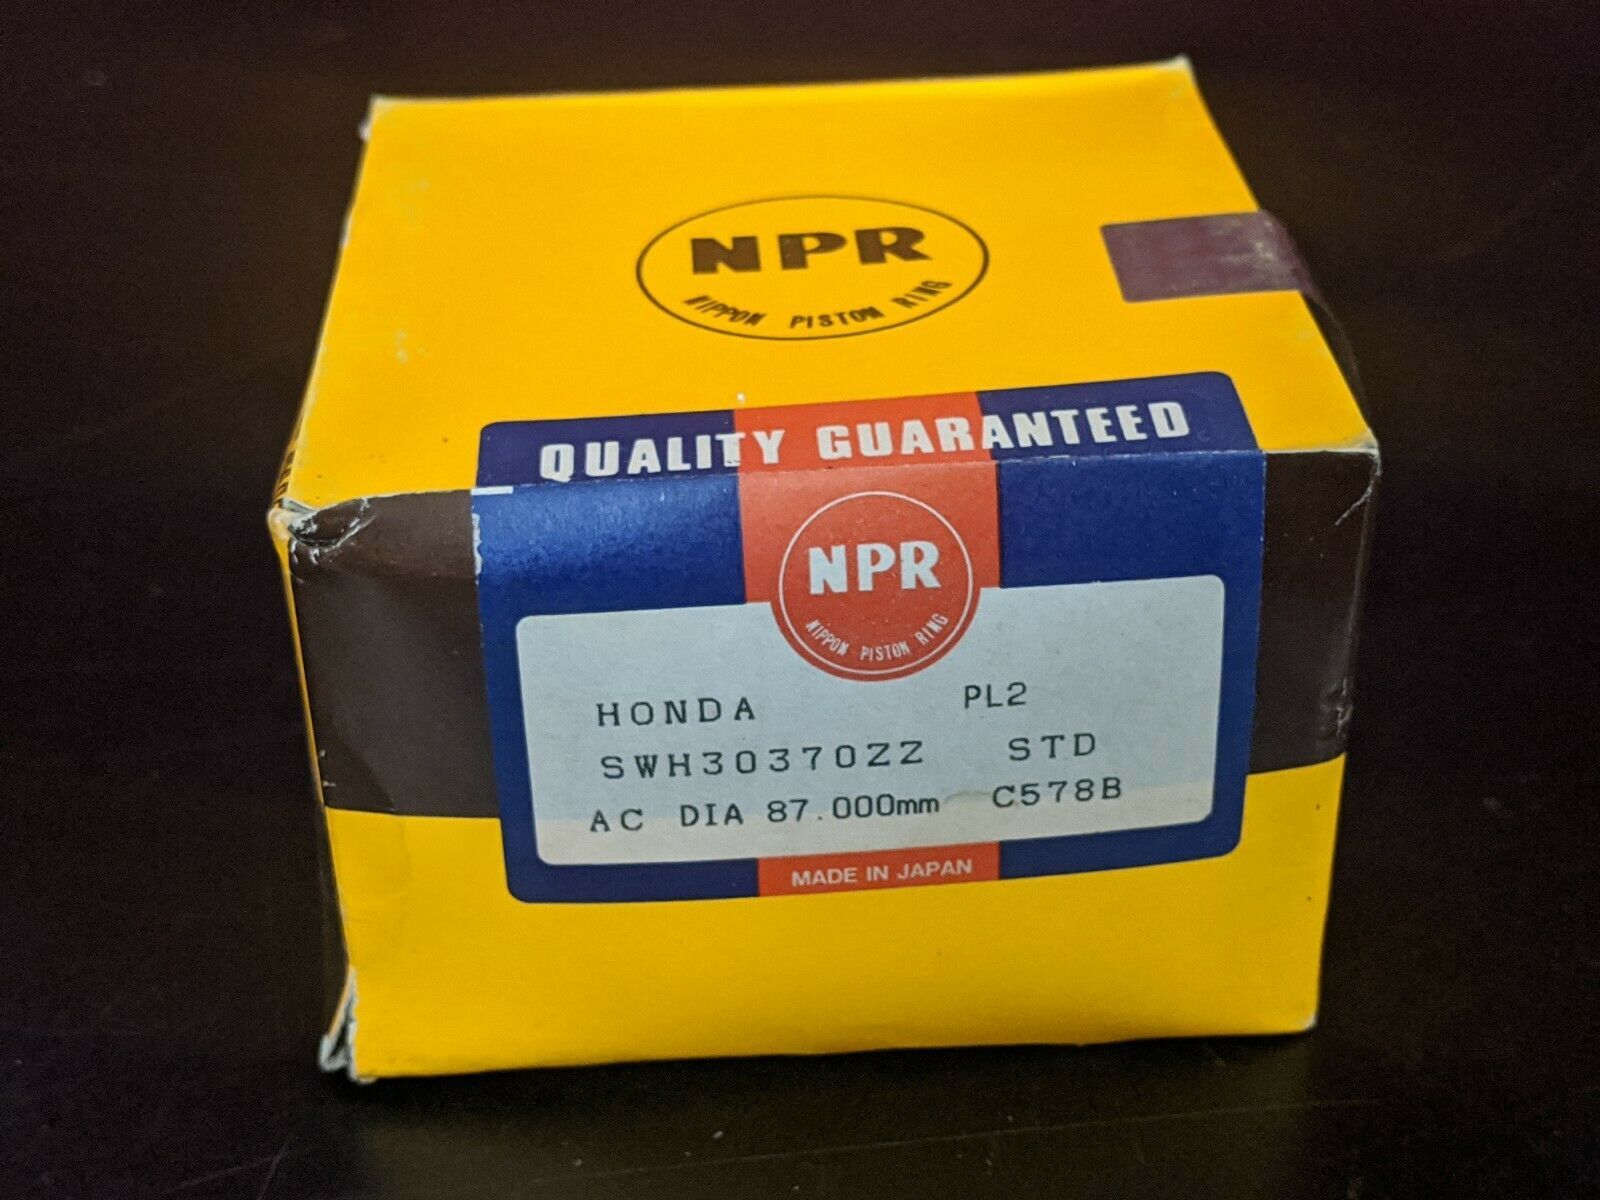 NPR
NIPPON PISTON RING
QUALITY GUARANTEED
NPR
NIPPON PISTON RING
HONDA PL2
SWH30370ZZ STD
AC DIA 87.000mm C578B
MADE IN JAPAN